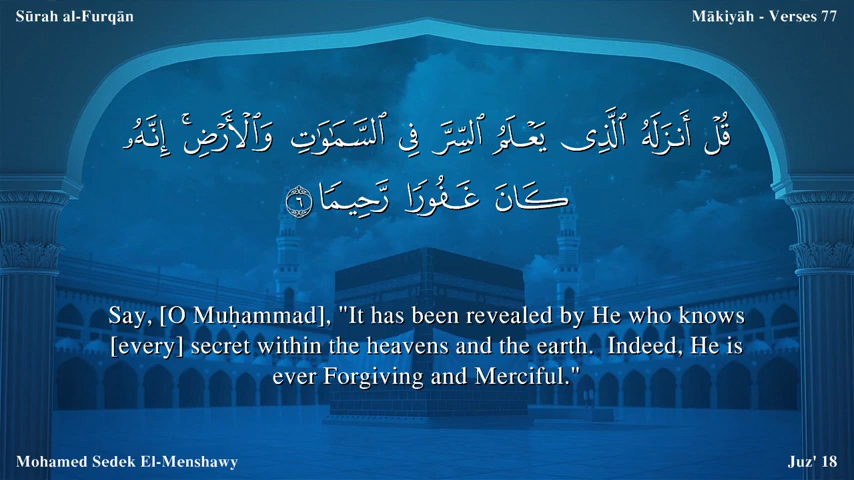 Sūrah al-Furqān
Mākiyāh - Verses 77
قُلْ أَنزَلَهُ ٱلَّذِى يَعْلَمُ ٱلسِّرَّ فِى ٱلسَّمَٰوَٰتِ وَٱلْأَرْضِ ۚ إِنَّهُۥ
كَانَ غَفُورًا رَّحِيمًا ٦
Say, [O Muḥammad], "It has been revealed by He who knows
[every] secret within the heavens and the earth.  Indeed, He is
ever Forgiving and Merciful."
Mohamed Sedek El-Menshawy
Juz' 18